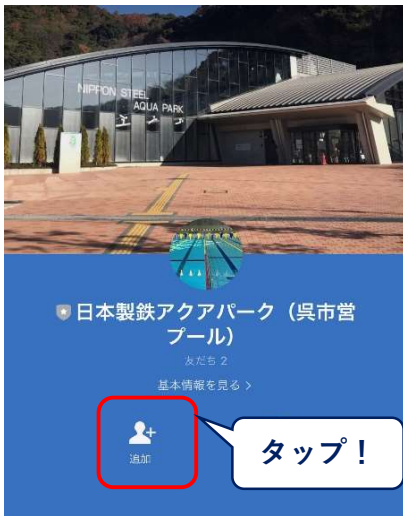 NIPPON STEEL
AQUA PARK
日本製鉄アクアパーク（呉市営
プール）
友だち 2
基本情報を見る >
追加
タップ！